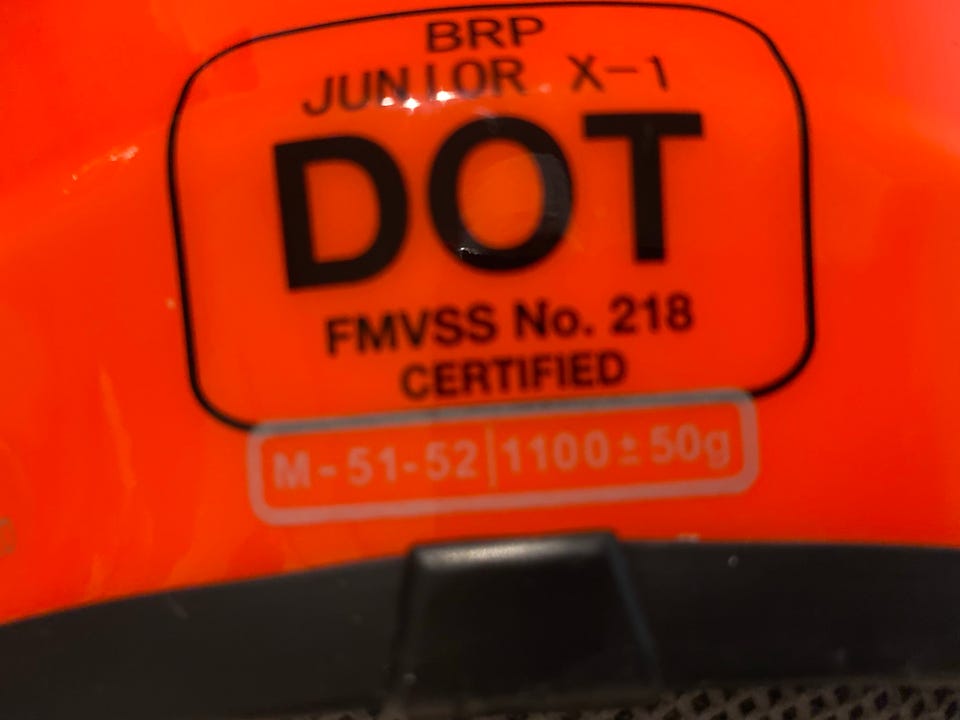 BRP
JUNIOR X-1
DOT
FMVSS No. 218
CERTIFIED
M-51-52|1100±50g